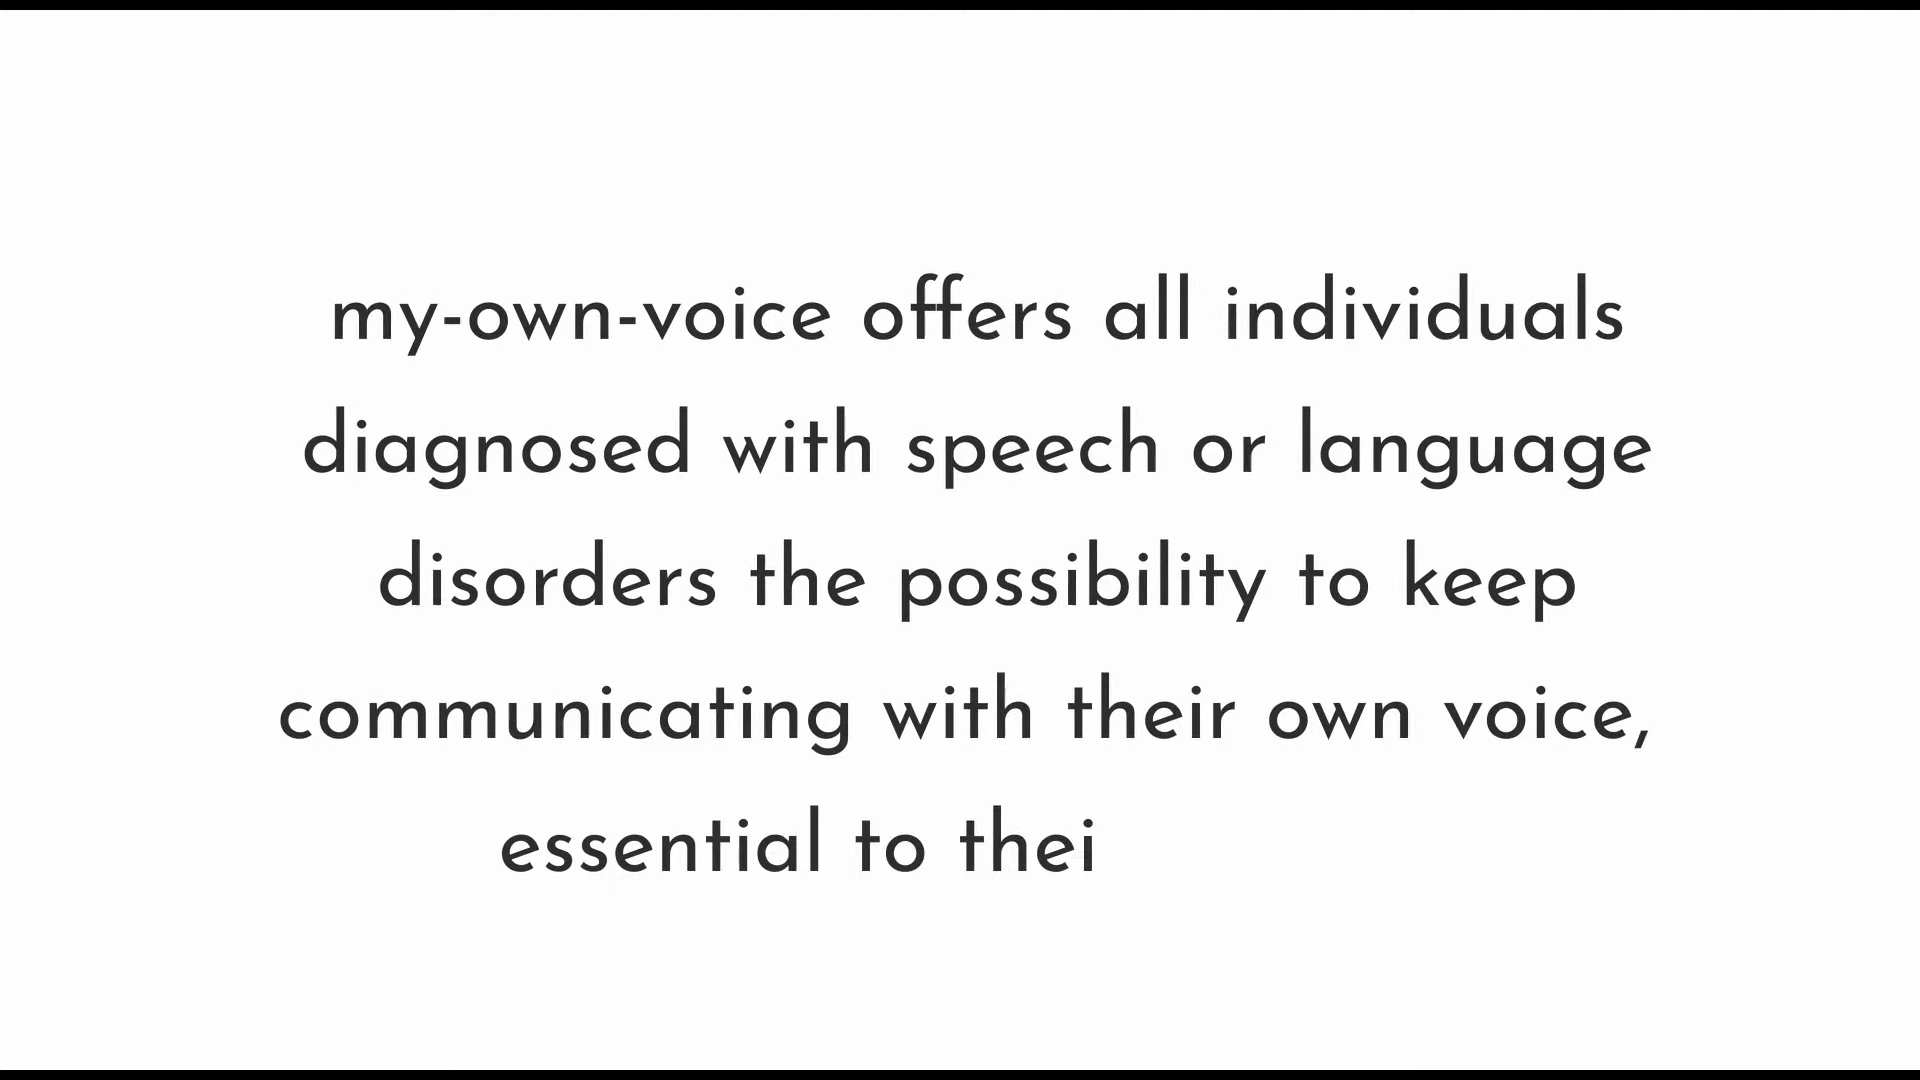 my-own-voice offers all individuals
diagnosed with speech or language
disorders the possibility to keep
communicating with their own voice,
essential to thei